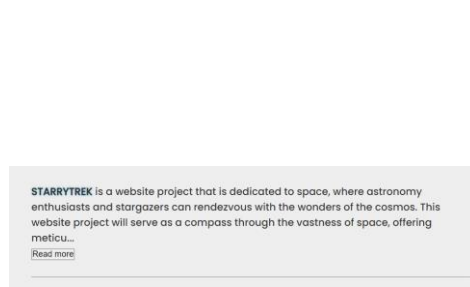 STARRYTREK is a website project that is dedicated to space, where astronomy
enthusiasts and stargazers can rendezvous with the wonders of the cosmos. This
website project will serve as a compass through the vastness of space, offering
meticu...
Read more